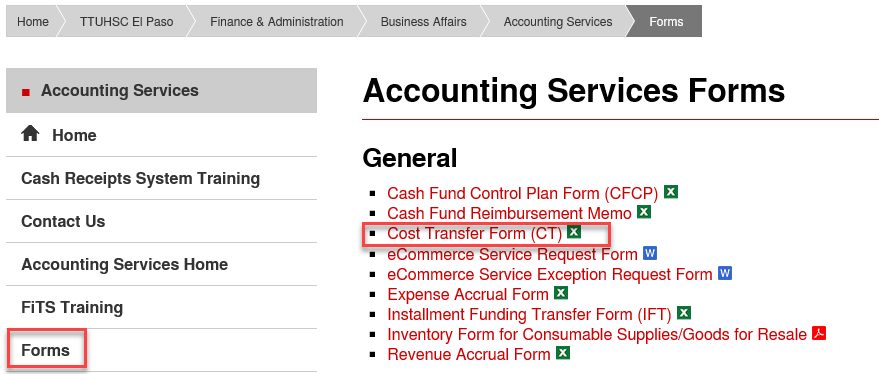 Home
TTUHSC El Paso
Finance & Administration
Business Affairs
Accounting Services
Forms
Accounting Services
Home
Cash Receipts System Training
Contact Us
Accounting Services Home
FiTS Training
Forms
Accounting Services Forms
General
Cash Fund Control Plan Form (CFCP)
Cash Fund Reimbursement Memo
Cost Transfer Form (CT)
eCommerce Service Request Form
eCommerce Service Exception Request Form
Expense Accrual Form
Installment Funding Transfer Form (IFT)
Inventory Form for Consumable Supplies/Goods for Resale
Revenue Accrual Form